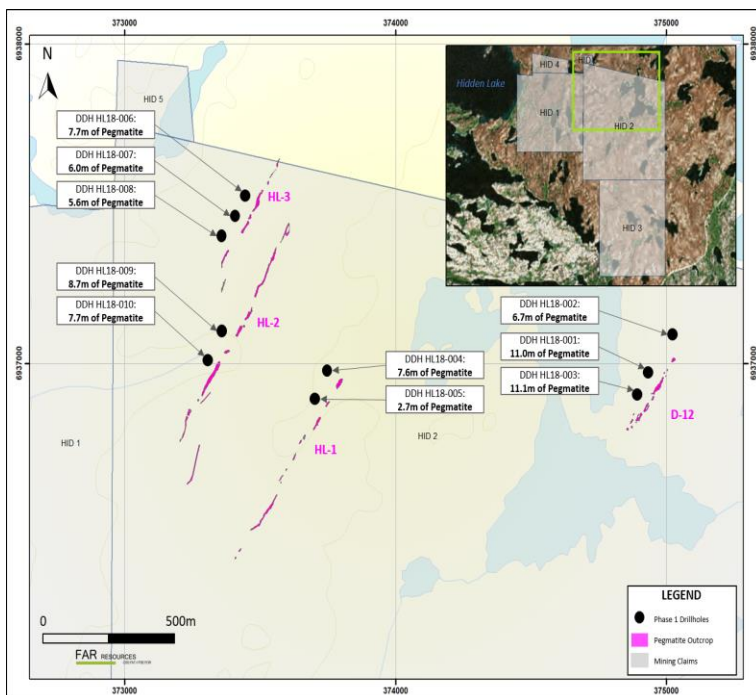 373000
374000
375000
6938000
6938000
N
HID 5
DDH HL18-006:
7.7m of Pegmatite
DDH HL18-007:
6.0m of Pegmatite
DDH HL18-008:
5.6m of Pegmatite
HL-3
DDH HL18-009:
8.7m of Pegmatite
DDH HL18-010:
7.7m of Pegmatite
HL-2
Hidden Lake
HID 4
HID 1
HID 2
HID 3
DDH HL18-002:
6.7m of Pegmatite
DDH HL18-001:
11.0m of Pegmatite
DDH HL18-003:
11.1m of Pegmatite
D-12
6937000
6937000
DDH HL18-004:
7.6m of Pegmatite
DDH HL18-005:
2.7m of Pegmatite
HID 1
HL-1
HID 2
0
500m
FAR RESOURCES
LEGEND
Phase 1 Drillholes
Pegmatite Outcrop
Mining Claims
373000
374000
375000